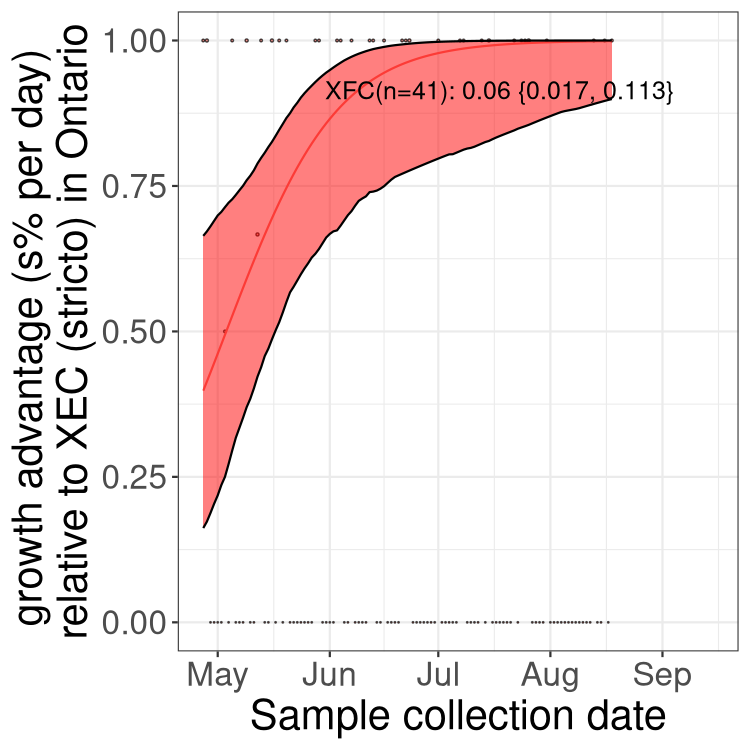 growth advantage (s% per day)
relative to XEC (stricto) in Ontario
1.00
0.75
0.50
0.25
0.00
XFC(n=41): 0.06 {0.017, 0.113}
May Jun Jul Aug Sep
Sample collection date